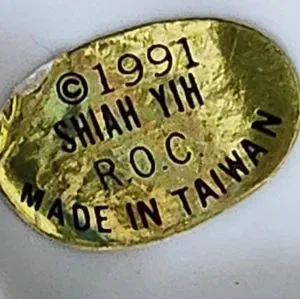 ©1991
SHIAH YIH
R.O.C.
MADE IN TAIWAN